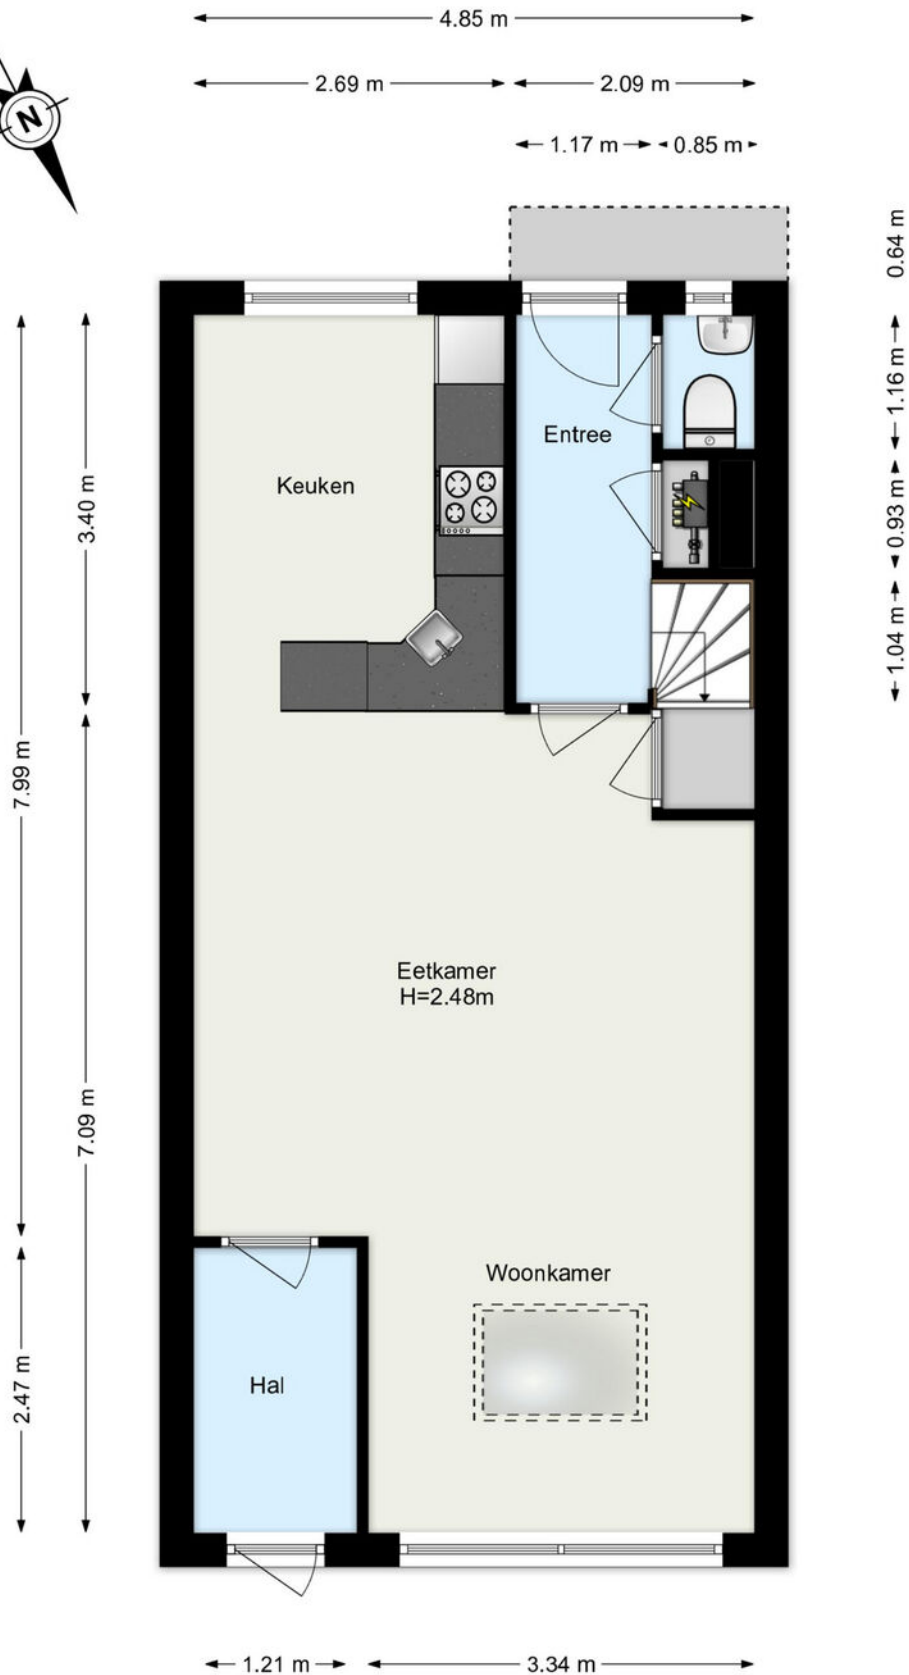 4.85 m
2.69 m
2.09 m
1.17 m
0.85 m
N
0.64 m
1.16 m
Entree
3.40 m
Keuken
0.93 m
1.04 m
7.99 m
Eetkamer
H=2.48m
7.09 m
Woonkamer
2.47 m
Hal
1.21 m
3.34 m